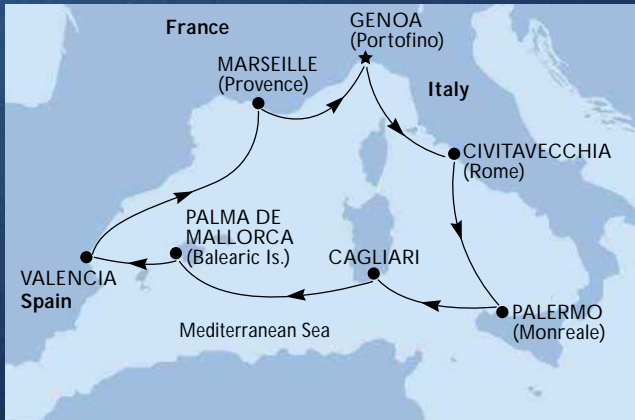 France
GENOA
(Portofino)
MARSEILLE
(Provence)
Italy
CIVITAVECCHIA
(Rome)
PALMA DE
MALLORCA
(Balearic Is.)
CAGLIARI
VALENCIA
Spain
PALERMO
(Monreale)
Mediterranean Sea